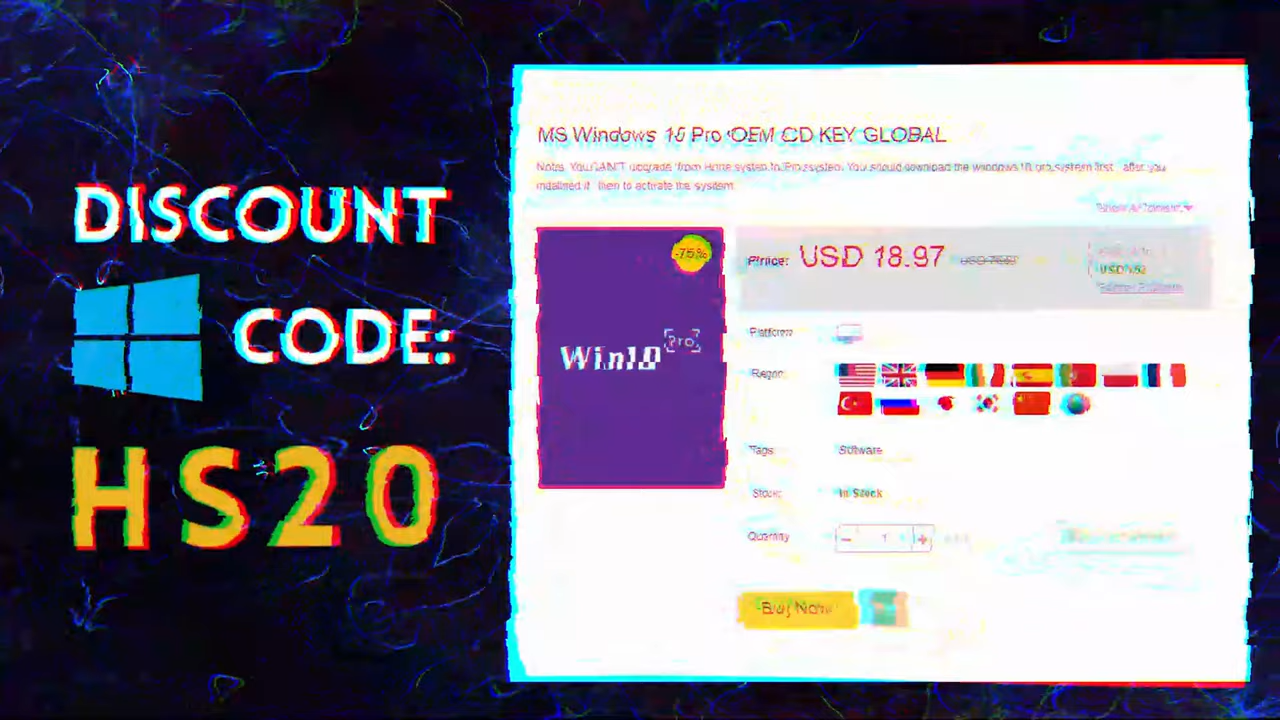 DISCOUNT
CODE:
HS20
MS Windows 10 Pro OEM CD KEY GLOBAL
Notes: You CAN'T upgrade from Home system to Pro system. You should download the windows 10 pro system first, after you
installed it, then to activate the system.
-75%
Win10 Pro
Price: USD 18.97
Platform:
Region:
Tags: Software
Stock: In Stock
Quantity: − 1 +
Buy Now